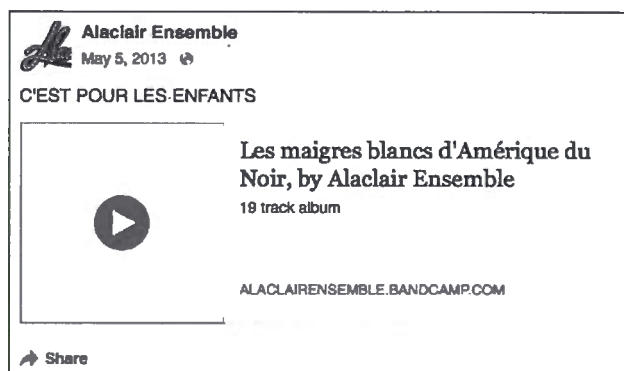 Alaclair Ensemble
May 5, 2013
C'EST POUR LES ENFANTS
Les maigres blancs d'Amérique du
Noir, by Alaclair Ensemble
19 track album
ALACLAIRENSEMBLE.BANDCAMP.COM
Share